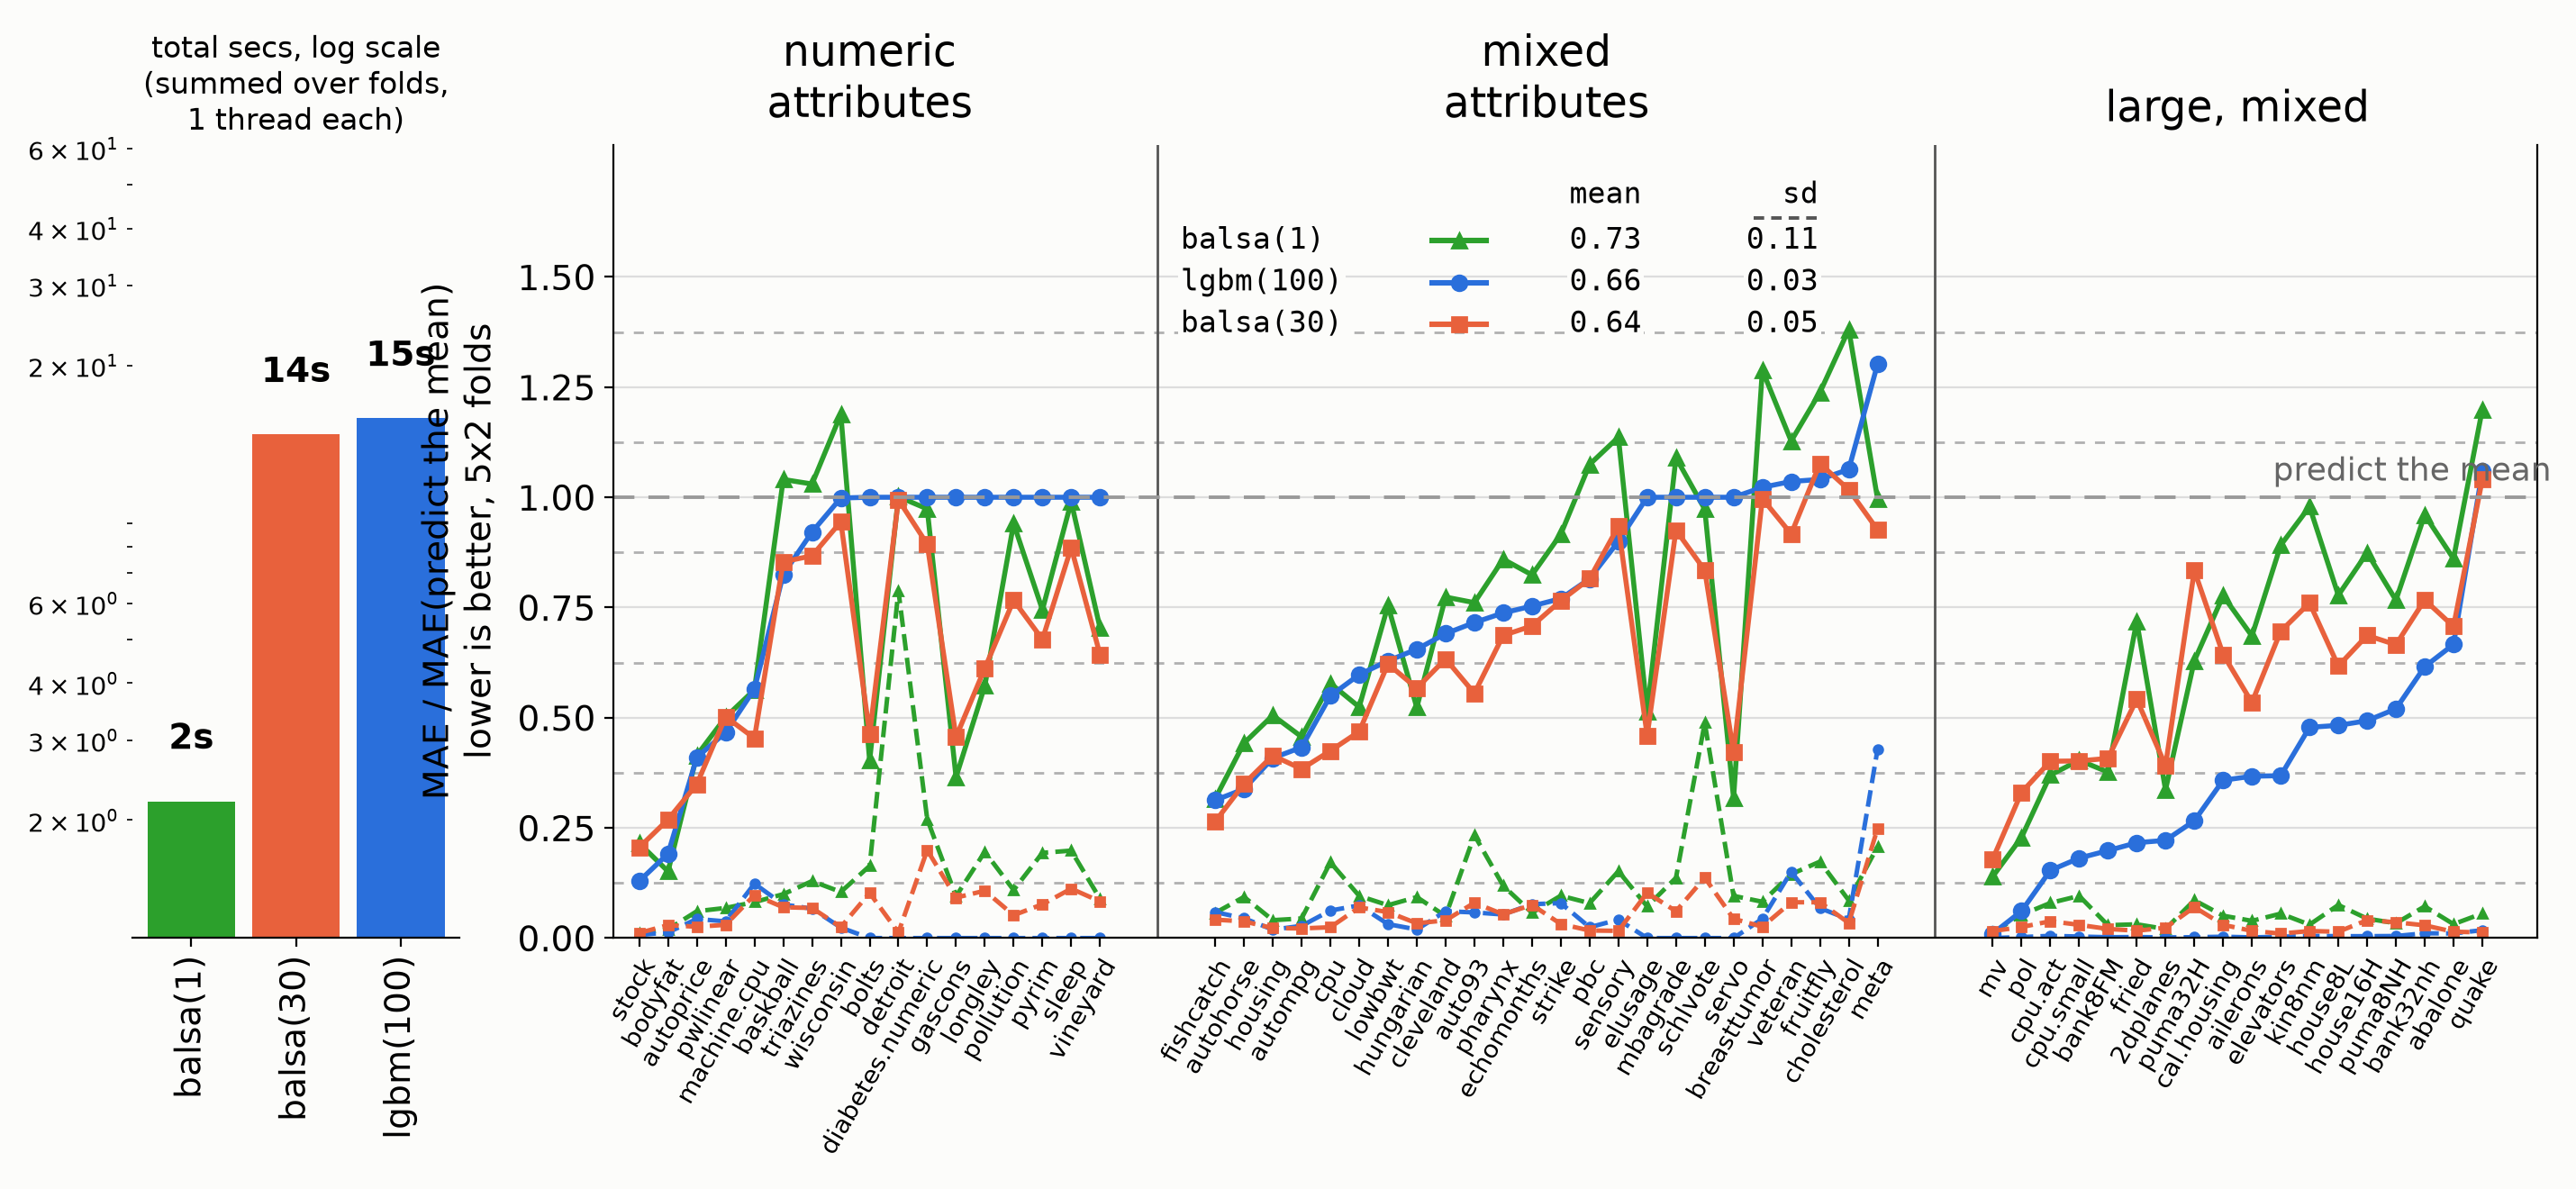 total secs, log scale
(summed over folds,
1 thread each)
6 × 10¹
4 × 10¹
3 × 10¹
2 × 10¹
6 × 10⁰
4 × 10⁰
3 × 10⁰
2 × 10⁰
2s
14s
15s
balsa(1)
balsa(30)
lgbm(100)
MAE / MAE(predict the mean)
lower is better, 5x2 folds
numeric
attributes
mixed
attributes
large, mixed
mean sd
balsa(1) 0.73 0.11
lgbm(100) 0.66 0.03
balsa(30) 0.64 0.05
predict the mean
1.50
1.25
1.00
0.75
0.50
0.25
0.00
stock
bodyfat
autoprice
pwlinear
machine.cpu
baskball
triazines
wisconsin
bolts
detroit
diabetes.numeric
gascons
longley
pollution
pyrim
sleep
vineyard
fishcatch
autohorse
housing
autompg
cpu
cloud
lowbwt
hungarian
cleveland
auto93
pharynx
echomonths
strike
pbc
sensory
elusage
mbagrade
schlvote
servo
breasttumor
veteran
fruitfly
cholesterol
meta
mv
pol
cpu.act
cpu.small
bank8FM
fried
2dplanes
puma32H
cal.housing
ailerons
elevators
kin8nm
house8L
house16H
puma8NH
bank32nh
abalone
quake